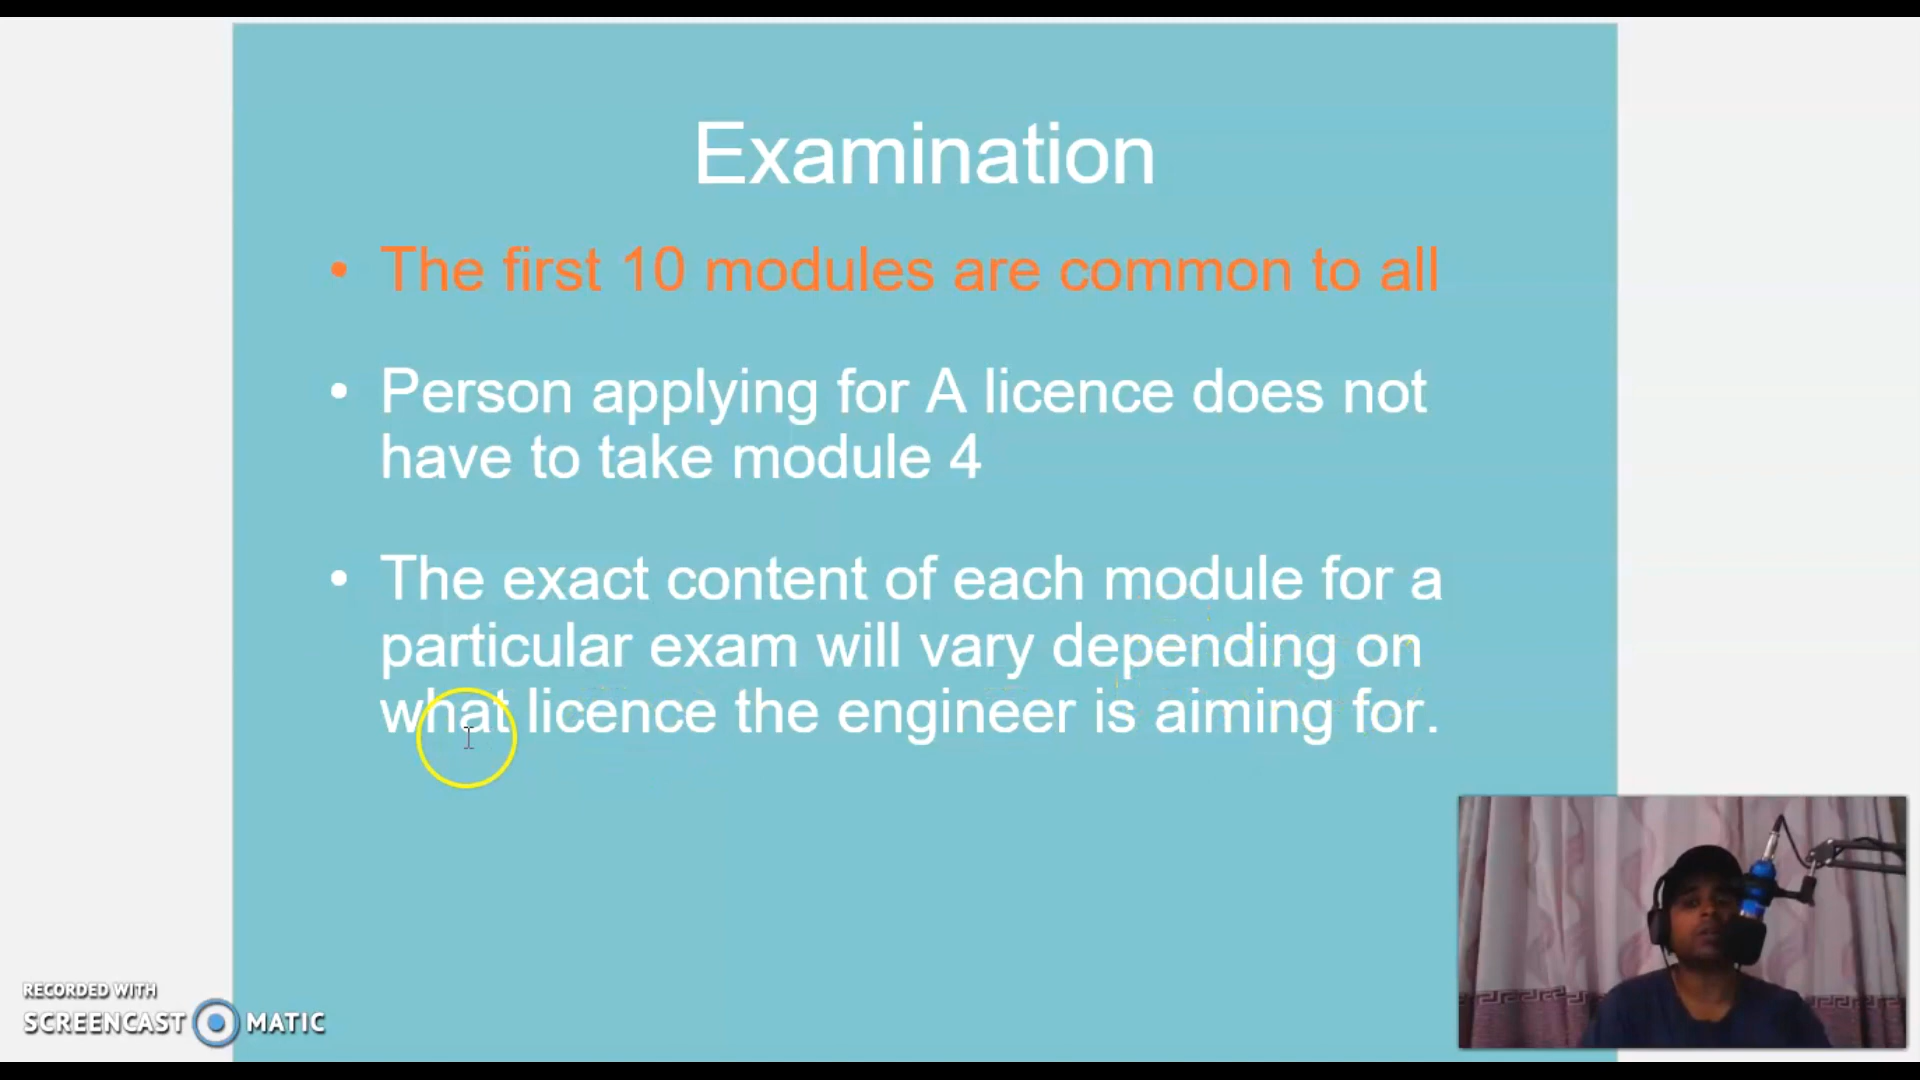 Examination
• The first 10 modules are common to all
• Person applying for A licence does not
have to take module 4
• The exact content of each module for a
particular exam will vary depending on
what licence the engineer is aiming for.
RECORDED WITH
SCREENCAST MATIC